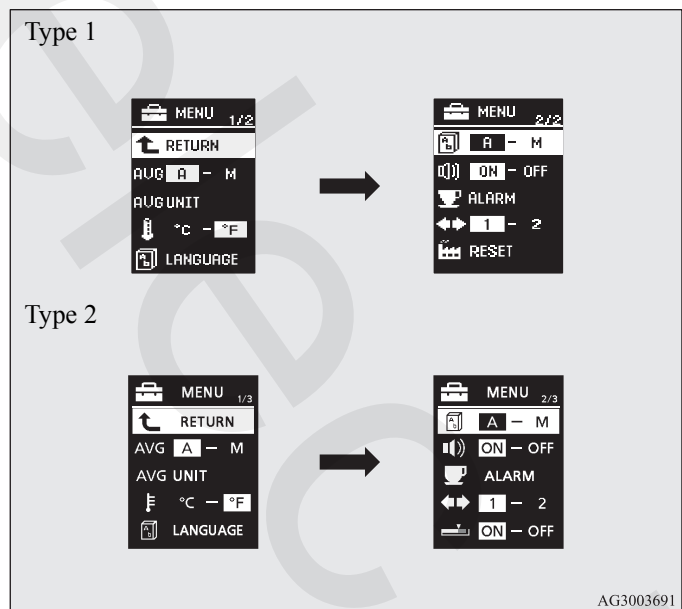 Type 1
MENU 1/2
RETURN
AVG A - M
AVG UNIT
°C - °F
LANGUAGE
MENU 2/2
A - M
ON - OFF
ALARM
1 - 2
RESET
Type 2
MENU 1/3
RETURN
AVG A - M
AVG UNIT
°C - °F
LANGUAGE
MENU 2/3
A - M
ON - OFF
ALARM
1 - 2
ON - OFF
AG3003691